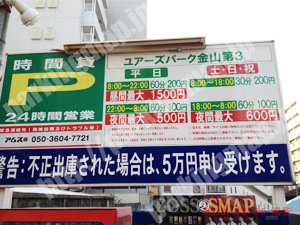 ユアーズパーク金山第3
時間貸
P
24時間営業
アムズ㈱ 050-3604-7721
平日
8:00〜22:00 60分 200円
昼間最大 1500円
22:00〜8:00 60分 100円
夜間最大 500円
土・日・祝
8:00〜18:00 30分 200円
18:00〜8:00 60分 100円
夜間最大 600円
警告:不正出庫された場合は、5万円申し受けます。
BOSS SMAP